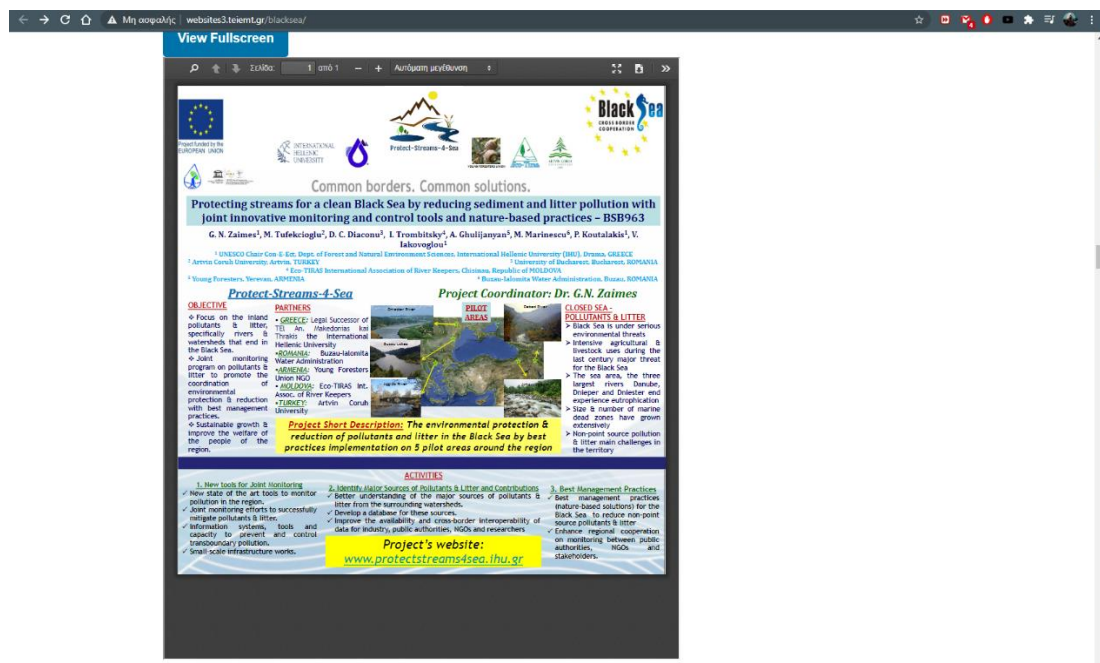 Μη ασφαλής | websites3.teiemt.gr/blacksea/
View Fullscreen
Σελίδα: 1 από 1 Αυτόματη μεγέθυνση
Project funded by the
EUROPEAN UNION
INTERNATIONAL
HELLENIC
UNIVERSITY
Protect-Streams-4-Sea
Eco-Tiras
Black Sea
CROSS BORDER
COOPERATION
Common borders. Common solutions.
Protecting streams for a clean Black Sea by reducing sediment and litter pollution with
joint innovative monitoring and control tools and nature-based practices – BSB963
G. N. Zaimes1, M. Tufekcioglu2, D. C. Diaconu3, I. Trombitsky4, A. Ghulijanyan5, M. Marinescu6, P. Koutalakis1, V.
Iakovoglou1
1 UNESCO Chair Con-E-Ect, Dept. of Forest and Natural Environment Sciences, International Hellenic University (IHU), Drama, GREECE
2 Artvin Coruh University, Artvin, TURKEY 3 University of Bucharest, Bucharest, ROMANIA
4 Eco-TIRAS International Association of River Keepers, Chisinau, Republic of MOLDOVA
5 Young Foresters, Yerevan, ARMENIA 6 Buzau-Ialomita Water Administration, Buzau, ROMANIA
Protect-Streams-4-Sea
Project Coordinator: Dr. G.N. Zaimes
OBJECTIVE
❖ Focus on the inland
pollutants & litter,
specifically rivers &
watersheds that end in
the Black Sea.
❖ Joint monitoring
program on pollutants &
litter to promote the
coordination of
environmental
protection & reduction
with best management
practices.
❖ Sustainable growth &
improve the welfare of
the people of the
region.
PARTNERS
• GREECE: Legal Successor of
TEI An. Makedonias kai
Thrakis the International
Hellenic University
•ROMANIA: Buzau-Ialomita
Water Administration
•ARMENIA: Young Foresters
Union NGO
• MOLDOVA: Eco-TIRAS Int.
Assoc. of River Keepers
•TURKEY: Artvin Coruh
University
PILOT
AREAS
CLOSED SEA -
POLLUTANTS & LITTER
➢ Black Sea is under serious
environmental threats
➢ Intensive agricultural &
livestock uses during the
last century major threat
for the Black Sea
➢ The sea area, the three
largest rivers Danube,
Dnieper and Dniester end
experience eutrophication
➢ Size & number of marine
dead zones have grown
extensively
➢ Non-point source pollution
& litter main challenges in
the territory
Project Short Description: The environmental protection &
reduction of pollutants and litter in the Black Sea by best
practices implementation on 5 pilot areas around the region
ACTIVITIES
1. New tools for Joint Monitoring
✓ New state of the art tools to monitor
pollution in the region.
✓ Joint monitoring efforts to successfully
mitigate pollutants & litter.
✓ Information systems, tools and
capacity to prevent and control
transboundary pollution.
✓ Small-scale infrastructure works.
2. Identify Major Sources of Pollutants & Litter and Contributions
✓ Better understanding of the major sources of pollutants &
litter from the surrounding watersheds.
✓ Develop a database for these sources.
✓ Improve the availability and cross-border interoperability of
data for industry, public authorities, NGOs and researchers
3. Best Management Practices
✓ Best management practices
(nature-based solutions) for the
Black Sea to reduce non-point
source pollutants & litter
✓ Enhance regional cooperation
on monitoring between public
authorities, NGOs and
stakeholders.
Project's website:
www.protectstreams4sea.ihu.gr